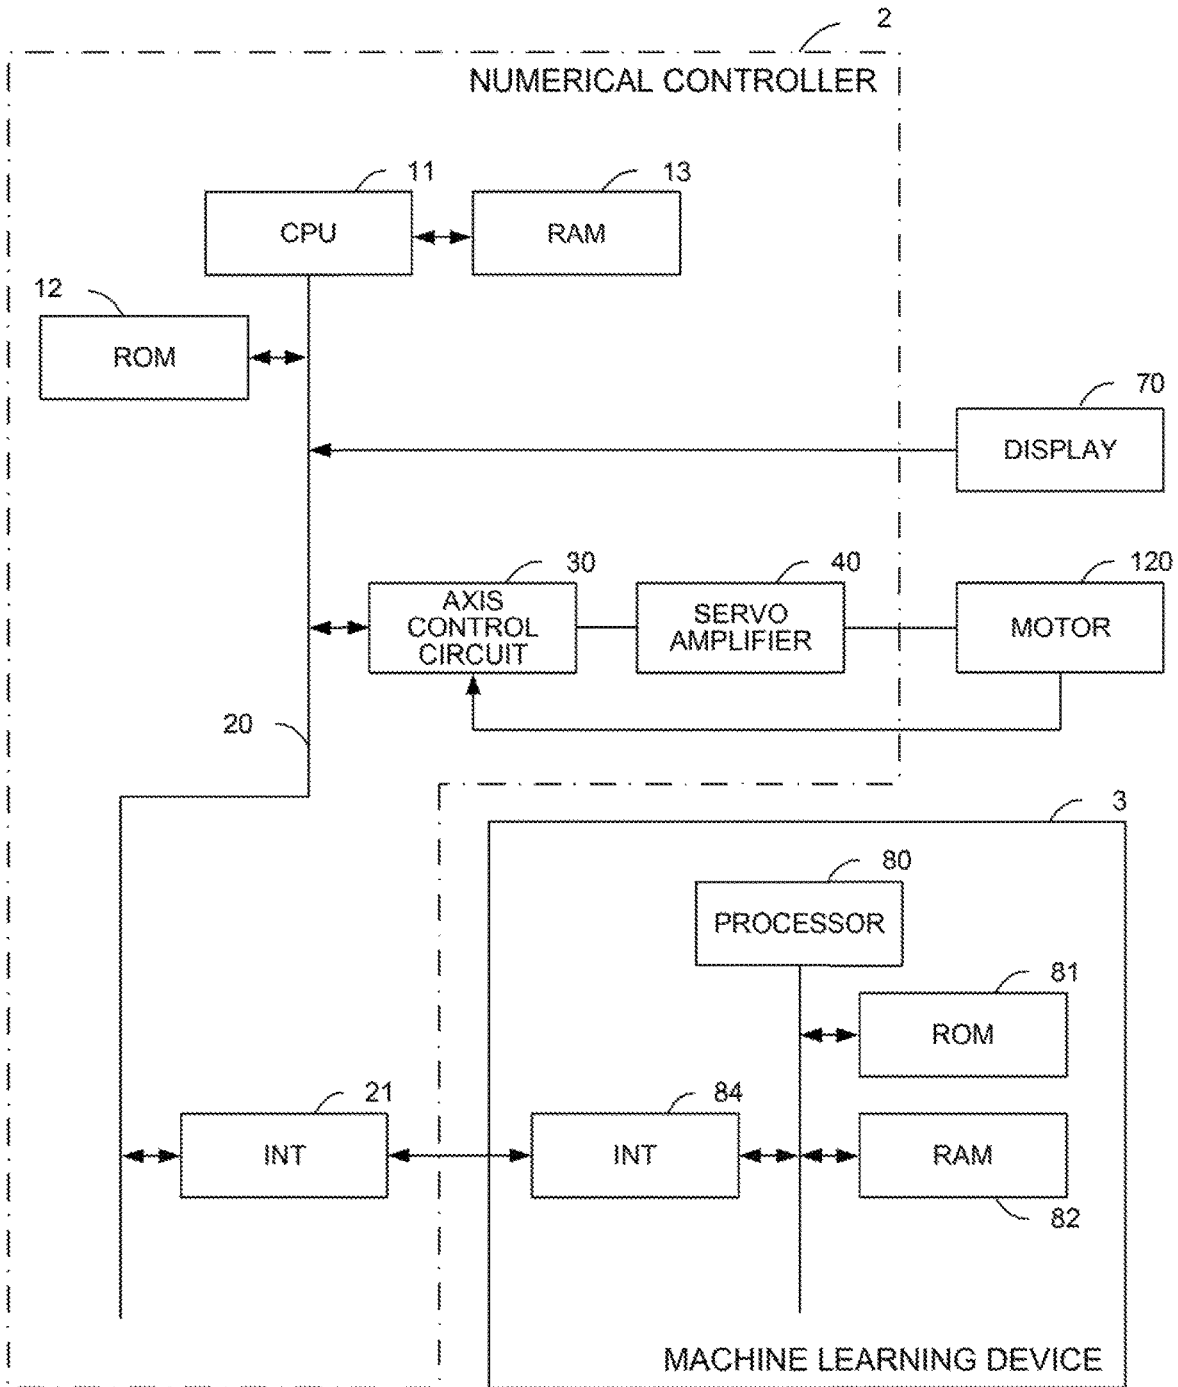 2
NUMERICAL CONTROLLER
11
13
CPU
RAM
12
ROM
70
DISPLAY
30
40
120
AXIS
CONTROL
CIRCUIT
SERVO
AMPLIFIER
MOTOR
20
3
80
PROCESSOR
81
ROM
21
84
INT
INT
RAM
82
MACHINE LEARNING DEVICE